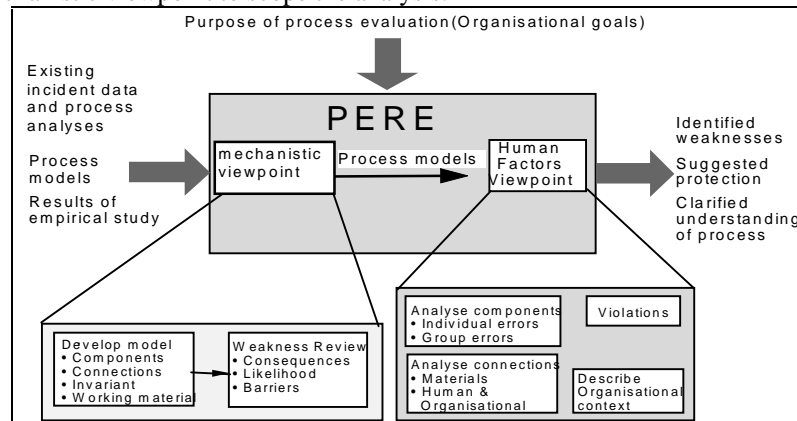 Purpose of process evaluation(Organisational goals)
Existing
incident data
and process
analyses
Process
models
Results of
empirical study
PERE
mechanistic
viewpoint
Process models
Human
Factors
Viewpoint
Identified
weaknesses
Suggested
protection
Clarified
understanding
of process
Develop model
• Components
• Connections
• Invariant
• Working material
Weakness Review
• Consequences
• Likelihood
• Barriers
Analyse components
• Individual errors
• Group errors
Violations
Analyse connections
• Materials
• Human &
Organisational
Describe
Organisational
context